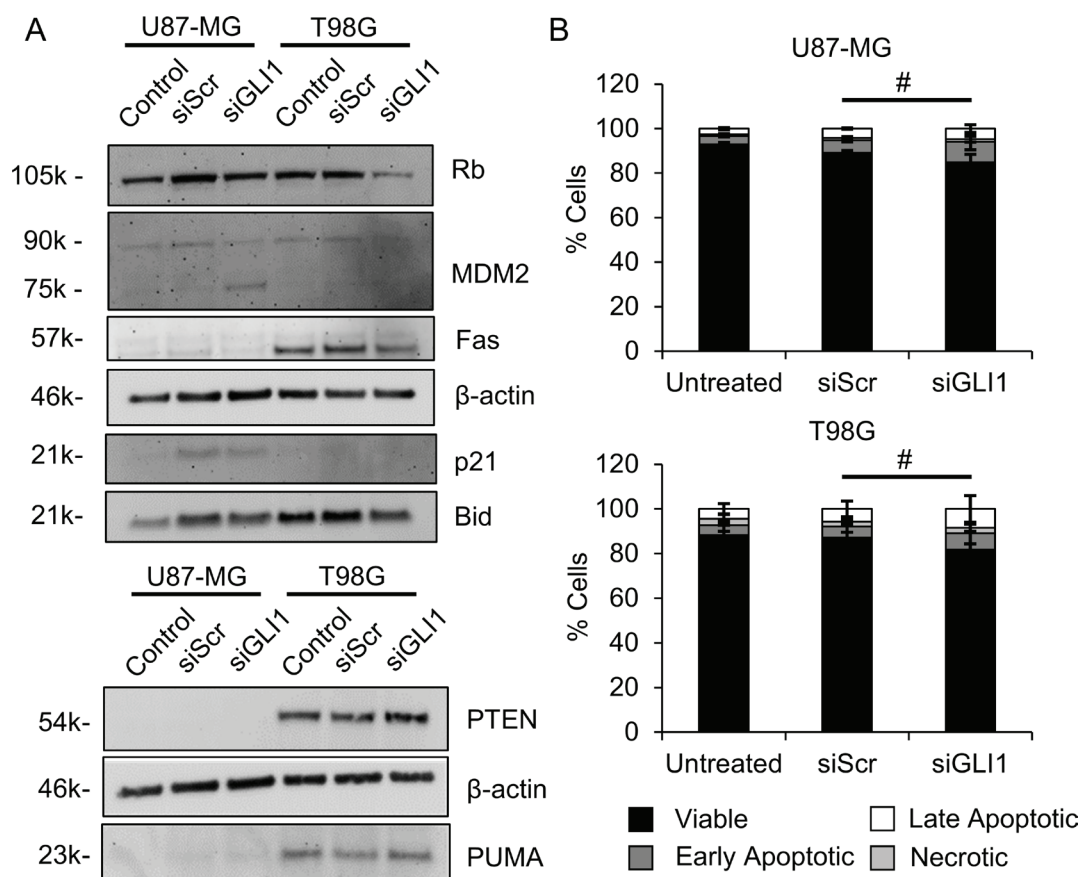 A
U87-MG T98G
Control siScr siGLI1 Control siScr siGLI1
105k - Rb
90k -
MDM2
75k -
57k- Fas
46k- β-actin
21k- p21
21k- Bid
U87-MG T98G
Control siScr siGLI1 Control siScr siGLI1
54k- PTEN
46k- β-actin
23k- PUMA
B
U87-MG
#
120
100
80
60
40
20
0
% Cells
Untreated siScr siGLI1
T98G
#
120
100
80
60
40
20
0
% Cells
Untreated siScr siGLI1
Viable Late Apoptotic
Early Apoptotic Necrotic